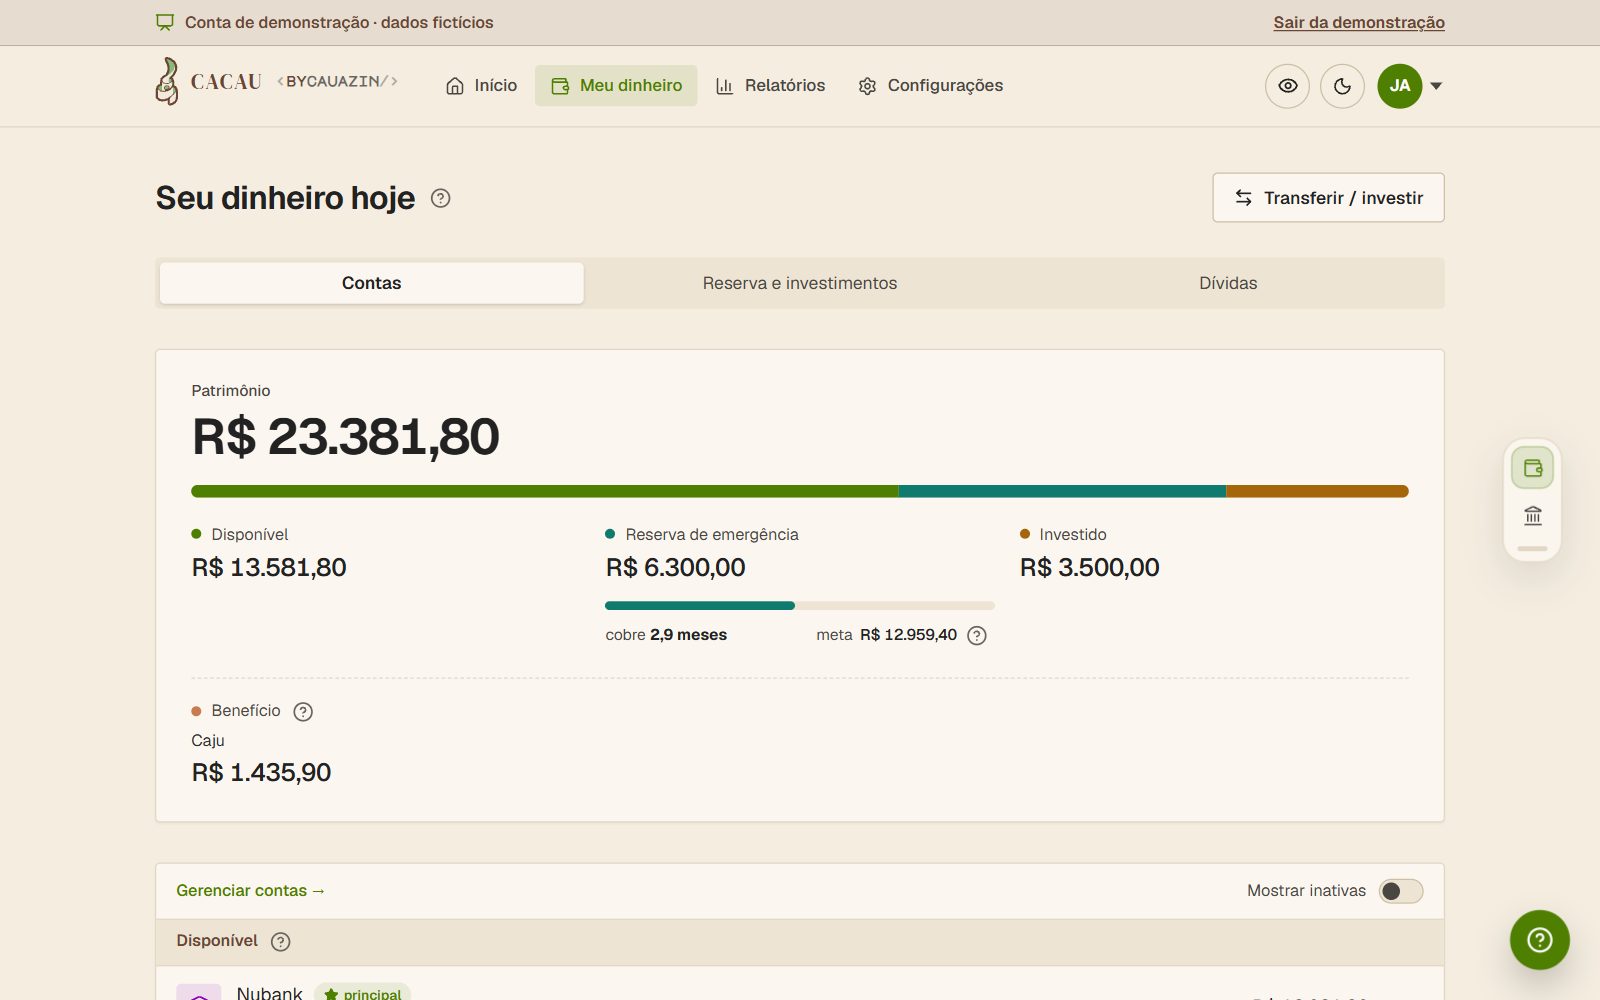 Conta de demonstração · dados fictícios
Sair da demonstração
CACAU <BYCAUAZIN/>
Início
Meu dinheiro
Relatórios
Configurações
JA
Seu dinheiro hoje
Transferir / investir
Contas
Reserva e investimentos
Dívidas
Patrimônio
R$ 23.381,80
Disponível
R$ 13.581,80
Reserva de emergência
R$ 6.300,00
cobre 2,9 meses
meta R$ 12.959,40
Investido
R$ 3.500,00
Benefício
Caju
R$ 1.435,90
Gerenciar contas →
Mostrar inativas
Disponível
Nubank
principal